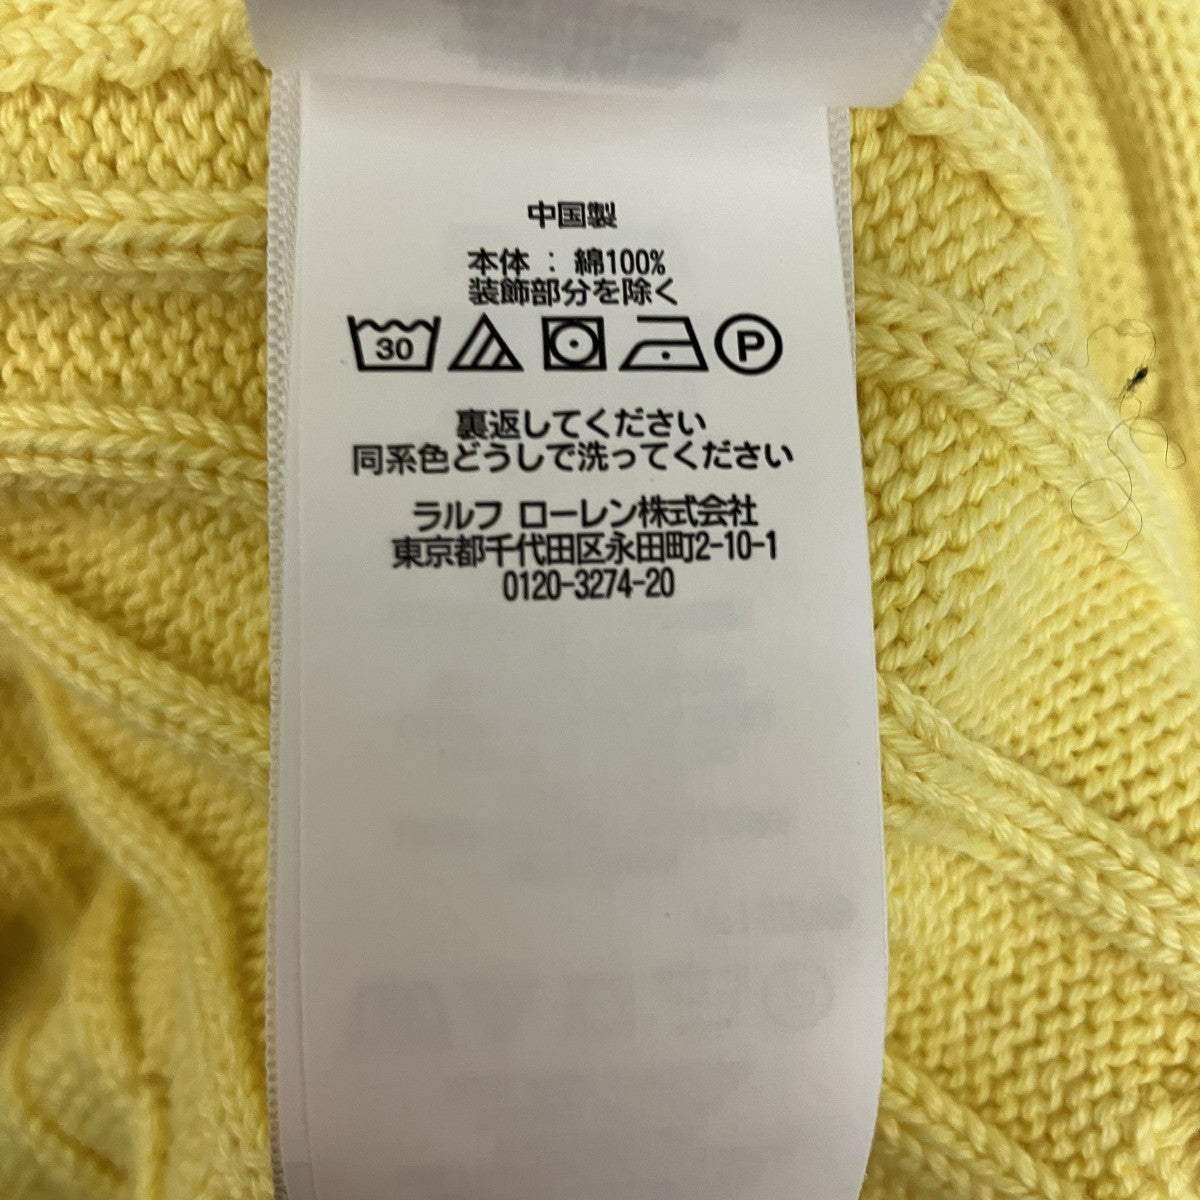 中国製
本体 : 綿100%
装飾部分を除く
30 P
裏返してください
同系色どうしで洗ってください
ラルフ ローレン株式会社
東京都千代田区永田町2-10-1
0120-3274-20